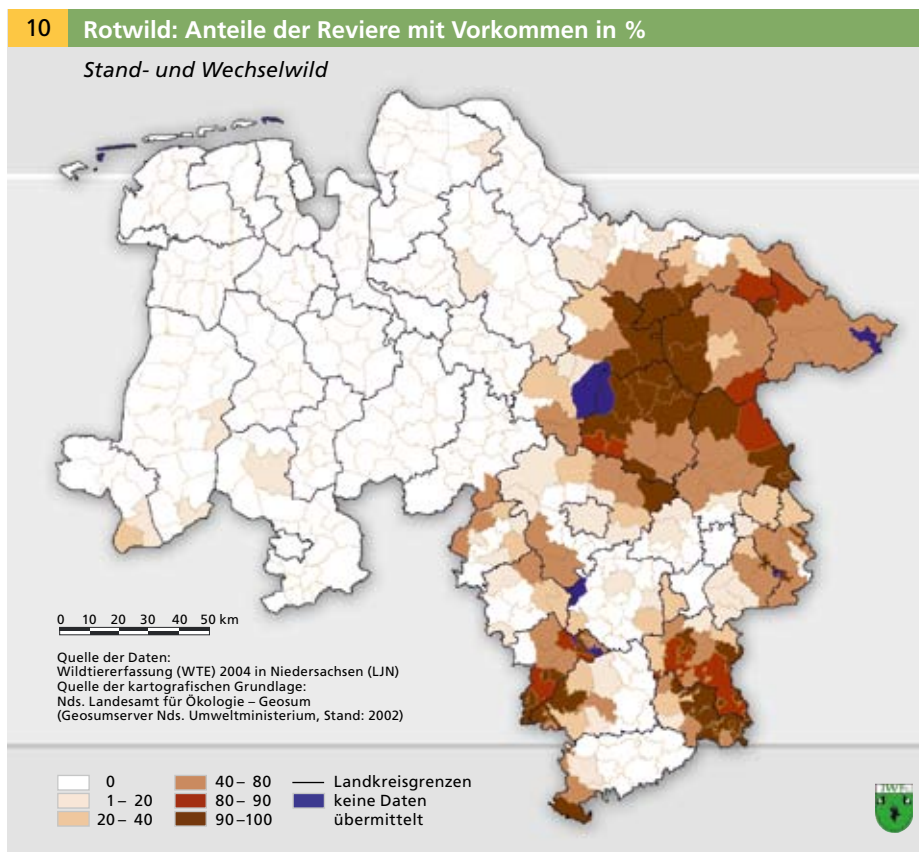 10 Rotwild: Anteile der Reviere mit Vorkommen in %
Stand- und Wechselwild
0 10 20 30 40 50 km
Quelle der Daten:
Wildtiererfassung (WTE) 2004 in Niedersachsen (LJN)
Quelle der kartografischen Grundlage:
Nds. Landesamt für Ökologie – Geosum
(Geosumserver Nds. Umweltministerium, Stand: 2002)
0 40– 80 Landkreisgrenzen
1– 20 80– 90 keine Daten
20– 40 90–100 übermittelt